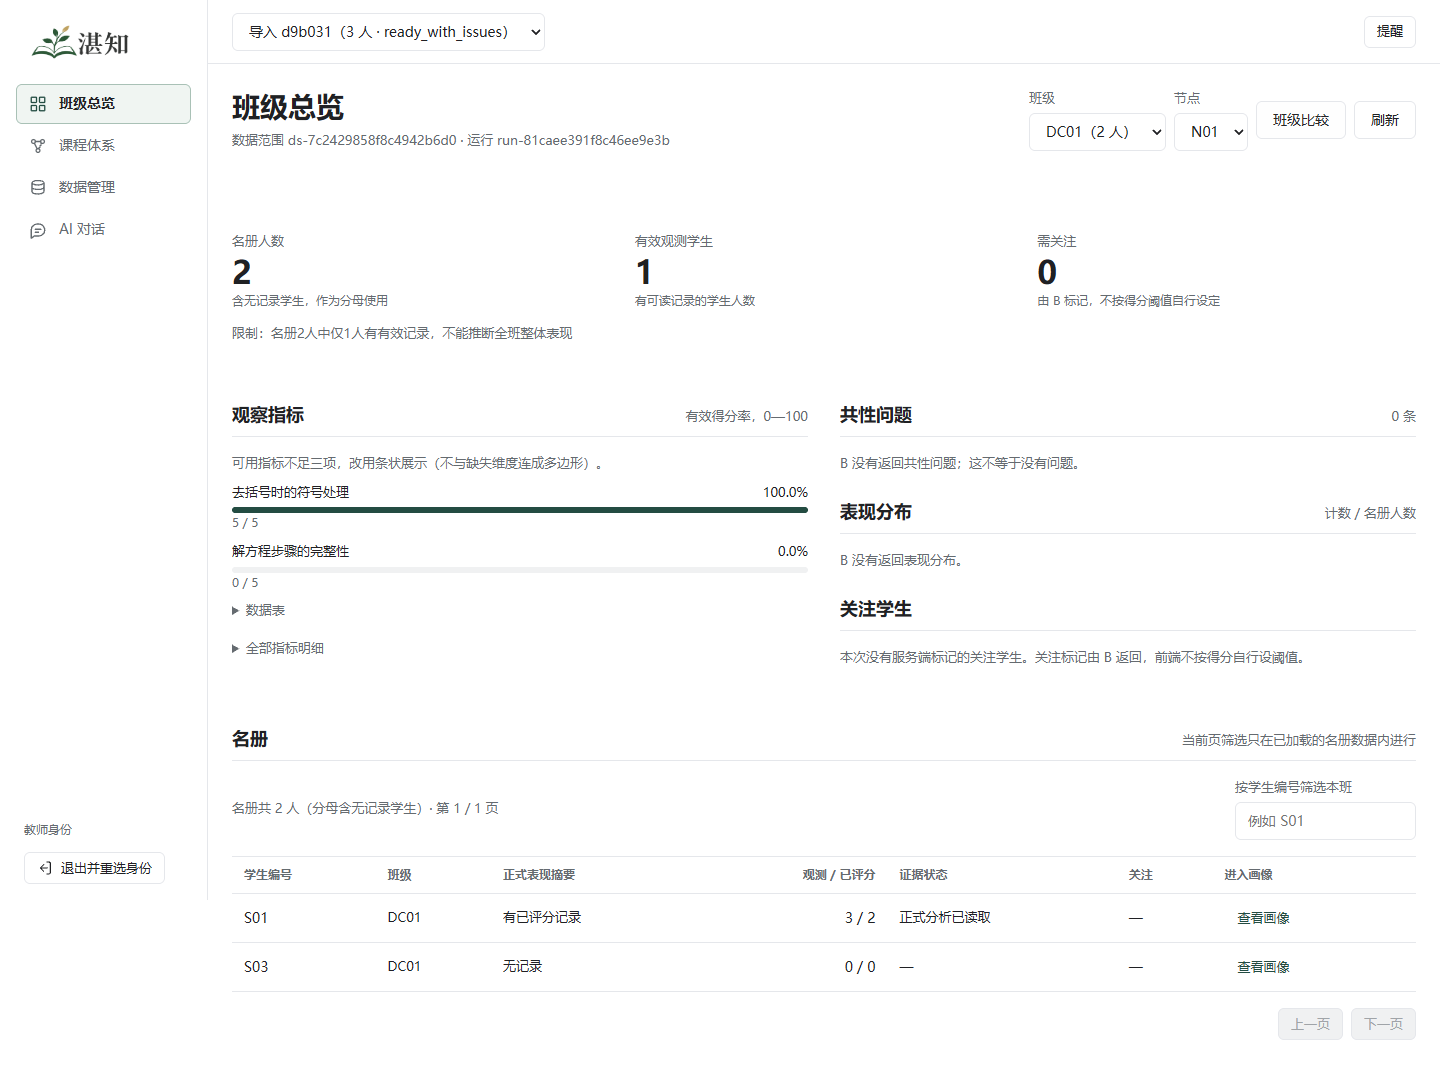 湛知
导入 d9b031（3 人 · ready_with_issues）
提醒
班级总览
课程体系
数据管理
AI 对话
班级总览
数据范围 ds-7c2429858f8c4942b6d0 · 运行 run-81caee391f8c46ee9e3b
班级
DC01（2 人）
节点
N01
班级比较
刷新
名册人数
2
含无记录学生，作为分母使用
有效观测学生
1
有可读记录的学生人数
需关注
0
由 B 标记，不按得分阈值自行设定
限制：名册2人中仅1人有有效记录，不能推断全班整体表现
观察指标
有效得分率，0—100
可用指标不足三项，改用条状展示（不与缺失维度连成多边形）。
去括号时的符号处理
100.0%
5 / 5
解方程步骤的完整性
0.0%
0 / 5
数据表
全部指标明细
共性问题
0 条
B 没有返回共性问题；这不等于没有问题。
表现分布
计数 / 名册人数
B 没有返回表现分布。
关注学生
本次没有服务端标记的关注学生。关注标记由 B 返回，前端不按得分自行设阈值。
名册
当前页筛选只在已加载的名册数据内进行
名册共 2 人（分母含无记录学生）· 第 1 / 1 页
按学生编号筛选本班
例如 S01
学生编号 班级 正式表现摘要 观测 / 已评分 证据状态 关注 进入画像
S01 DC01 有已评分记录 3 / 2 正式分析已读取 — 查看画像
S03 DC01 无记录 0 / 0 — — 查看画像
上一页
下一页
教师身份
退出并重选身份